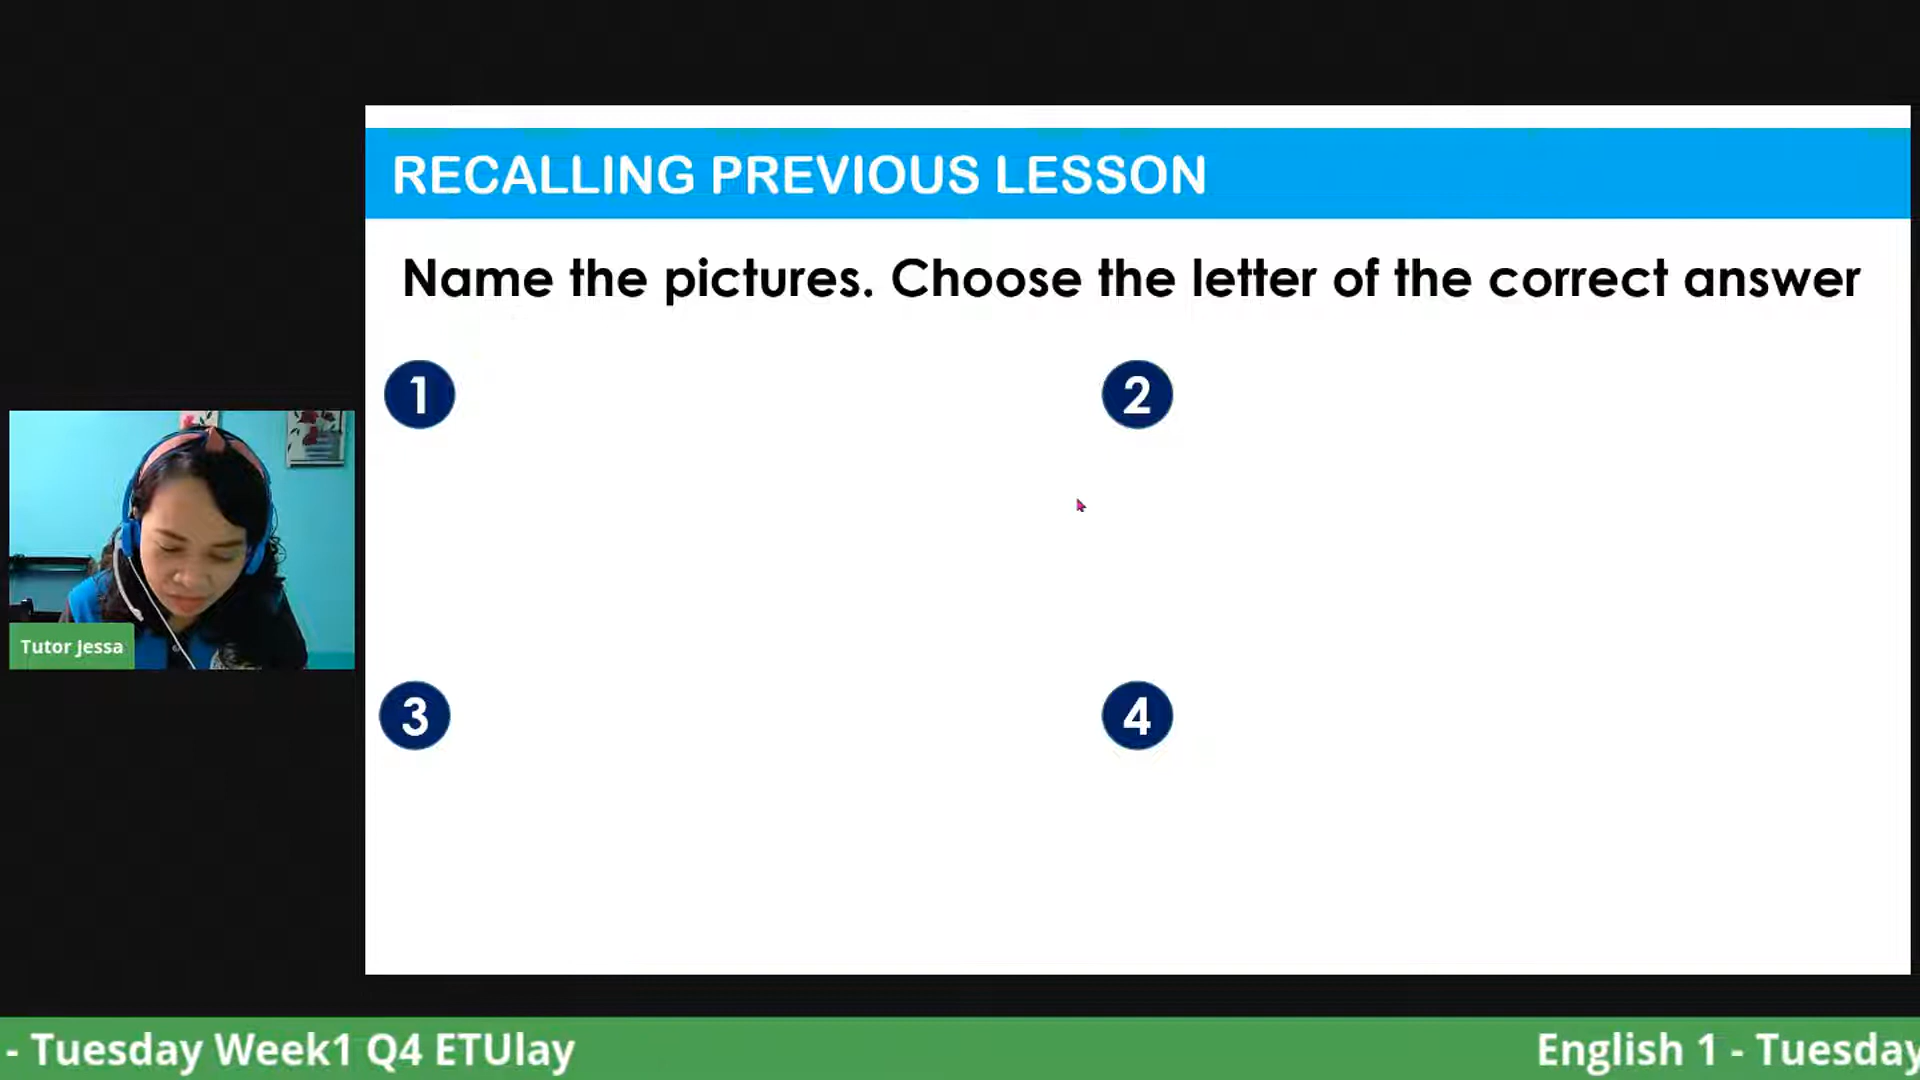 RECALLING PREVIOUS LESSON
Name the pictures. Choose the letter of the correct answer
1
2
3
4
Tutor Jessa
- Tuesday Week1 Q4 ETUlay
English 1 - Tuesday